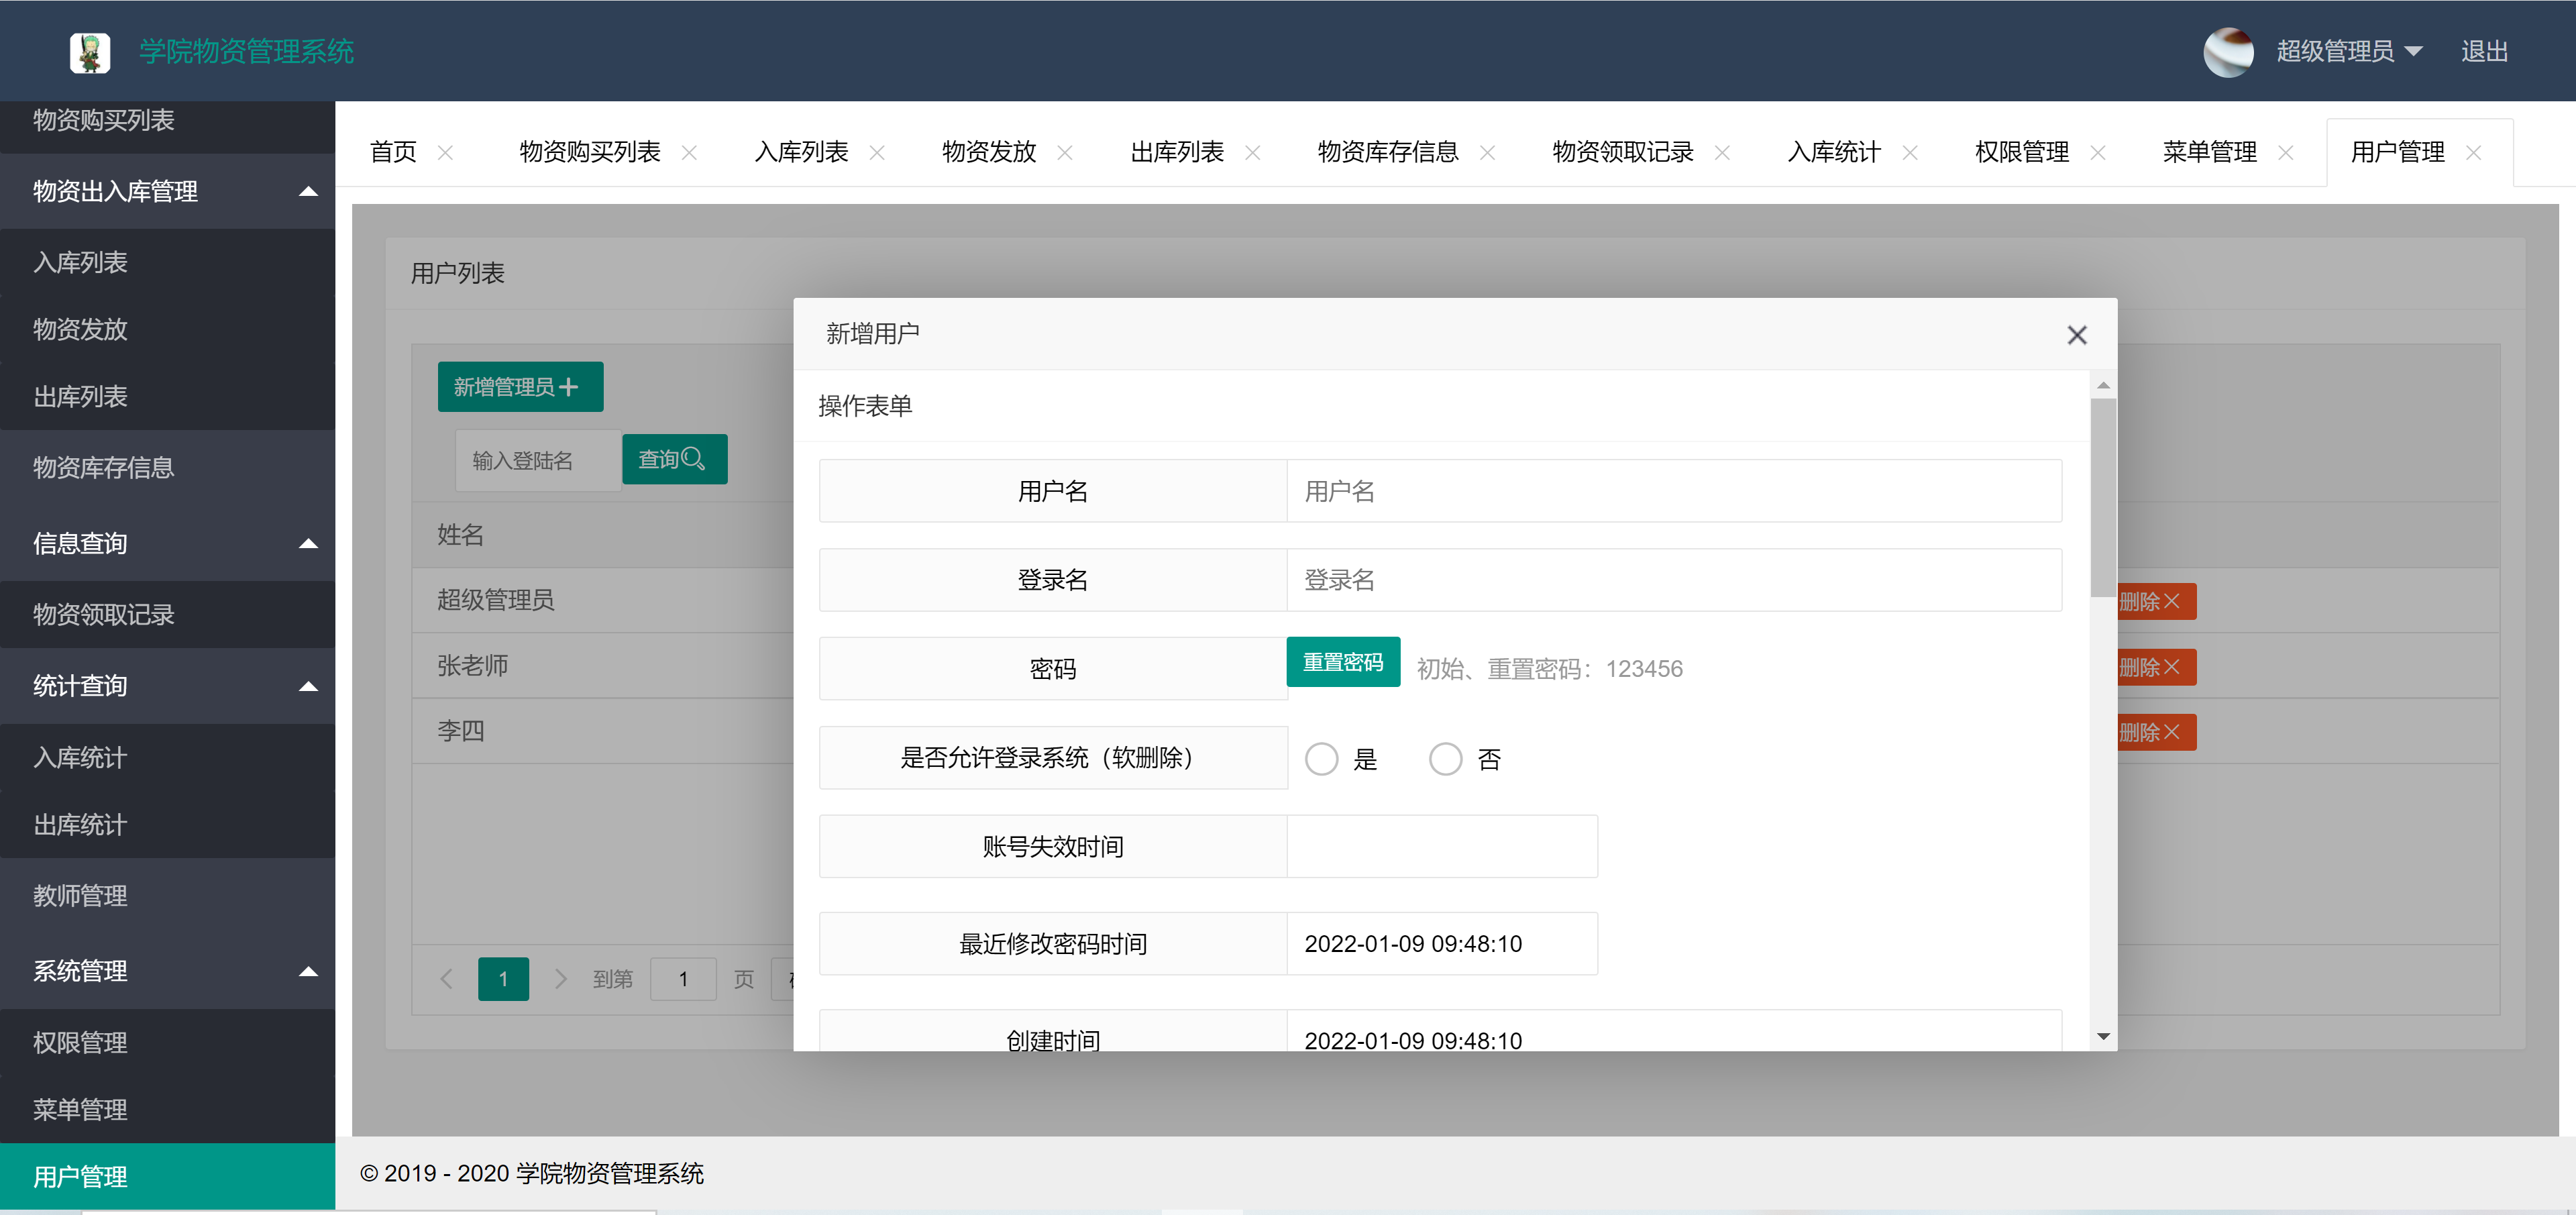 学院物资管理系统
超级管理员
退出
物资购买列表
物资出入库管理
入库列表
物资发放
出库列表
物资库存信息
信息查询
物资领取记录
统计查询
入库统计
出库统计
教师管理
系统管理
权限管理
菜单管理
用户管理
首页 物资购买列表 入库列表 物资发放 出库列表 物资库存信息 物资领取记录 入库统计 权限管理 菜单管理 用户管理
用户列表
新增管理员
输入登陆名 查询
姓名
超级管理员
删除
张老师
删除
李四
删除
1 到第 1 页
新增用户
操作表单
用户名 用户名
登录名 登录名
密码 重置密码 初始、重置密码：123456
是否允许登录系统（软删除） 是 否
账号失效时间
最近修改密码时间 2022-01-09 09:48:10
创建时间 2022-01-09 09:48:10
© 2019 - 2020 学院物资管理系统